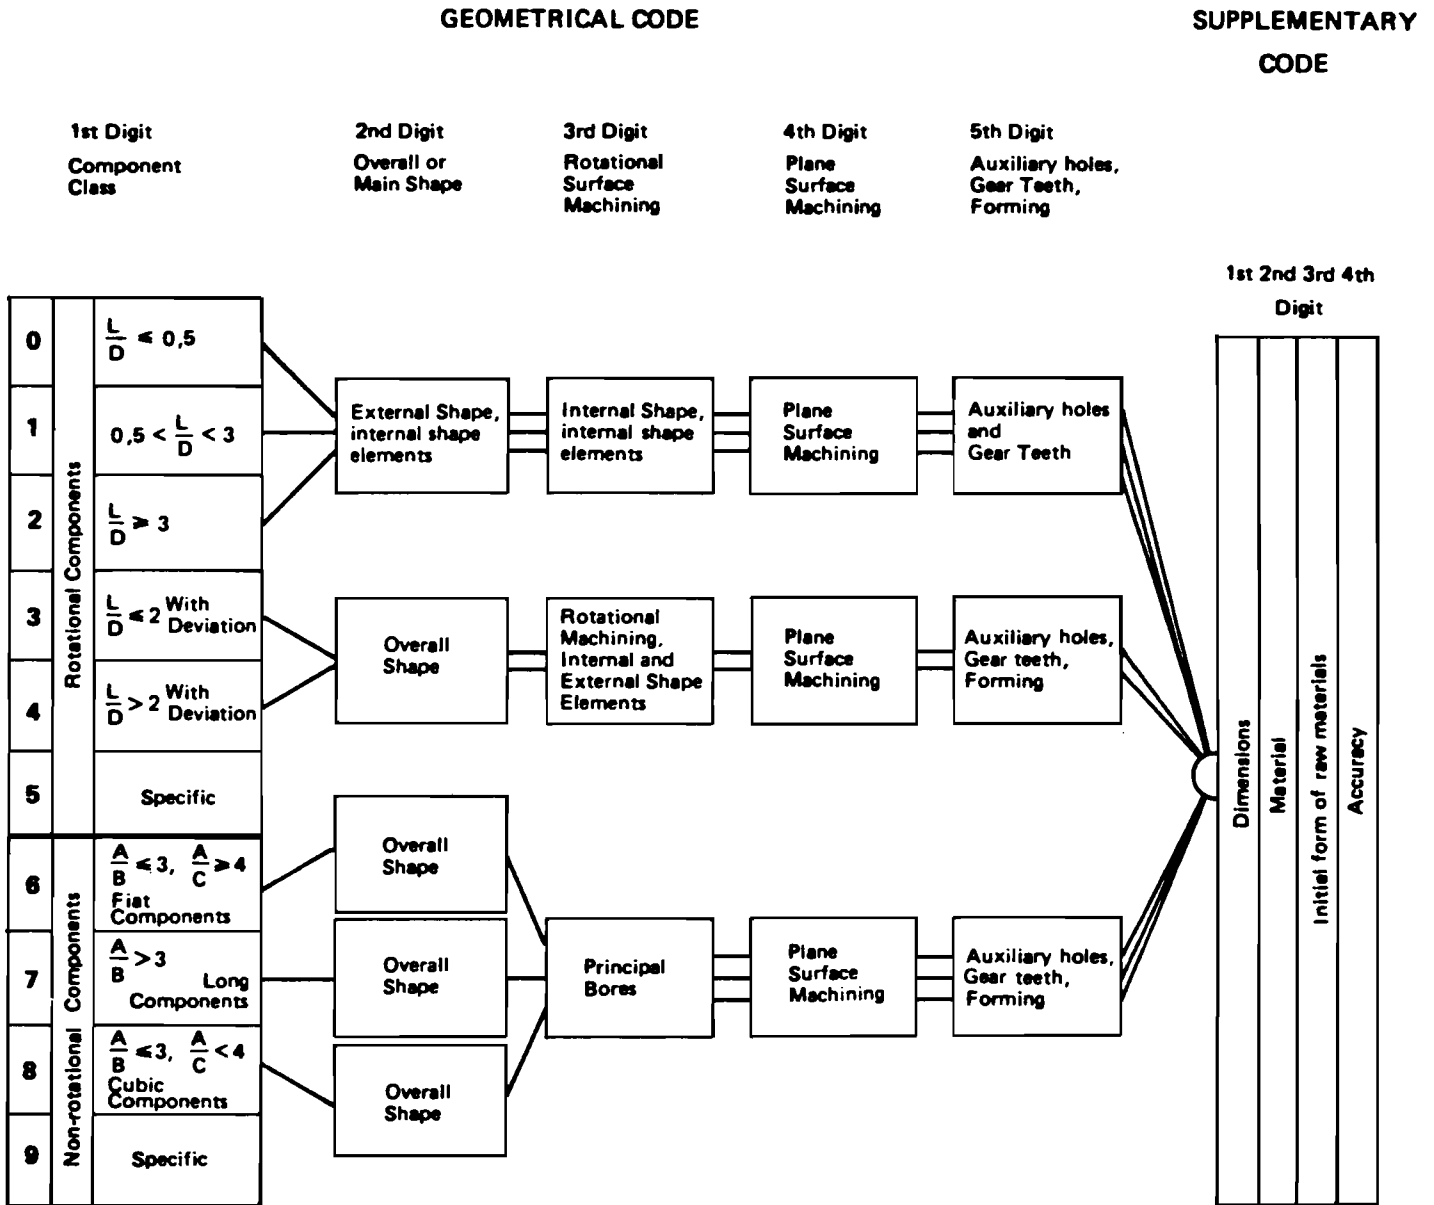 GEOMETRICAL CODE
SUPPLEMENTARY
CODE
1st Digit
Component
Class
2nd Digit
Overall or
Main Shape
3rd Digit
Rotational
Surface
Machining
4th Digit
Plane
Surface
Machining
5th Digit
Auxiliary holes,
Gear Teeth,
Forming
1st 2nd 3rd 4th
Digit
Rotational Components
0
L/D ≤ 0,5
1
0,5 < L/D < 3
2
L/D ≥ 3
3
L/D ≤ 2 With
Deviation
4
L/D > 2 With
Deviation
5
Specific
Non-rotational Components
6
A/B ≤ 3, A/C ≥ 4
Fiat
Components
7
A/B > 3
Long
Components
8
A/B ≤ 3, A/C < 4
Cubic
Components
9
Specific
External Shape,
internal shape
elements
Internal Shape,
internal shape
elements
Plane
Surface
Machining
Auxiliary holes
and
Gear Teeth
Overall
Shape
Rotational
Machining,
Internal and
External Shape
Elements
Plane
Surface
Machining
Auxiliary holes,
Gear teeth,
Forming
Overall
Shape
Overall
Shape
Overall
Shape
Principal
Bores
Plane
Surface
Machining
Auxiliary holes,
Gear teeth,
Forming
Dimensions
Material
Initial form of raw materials
Accuracy